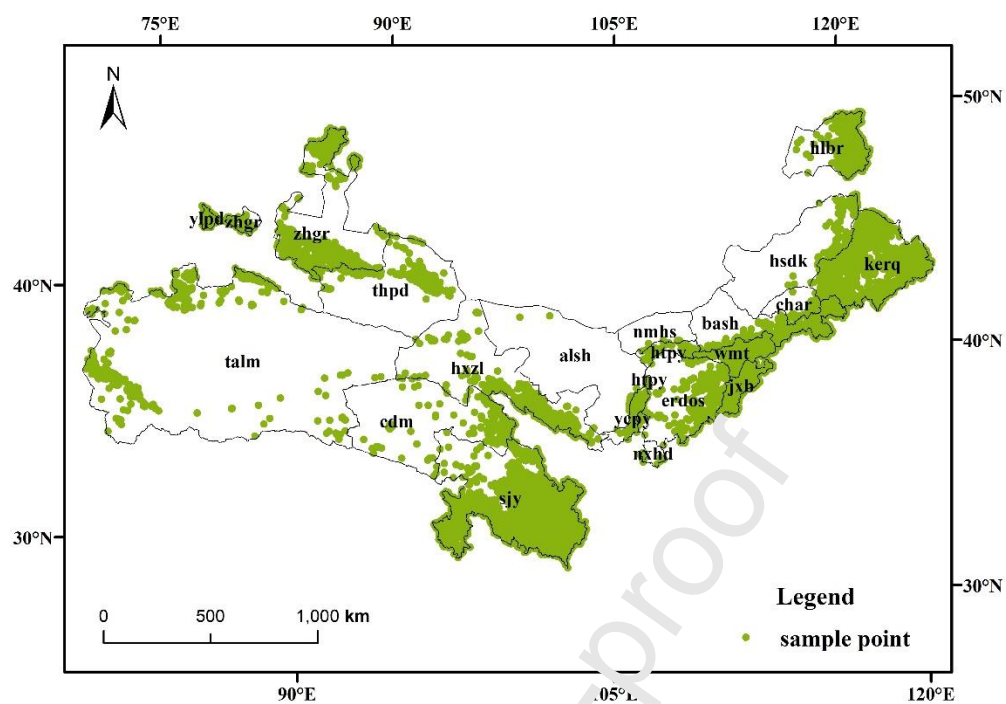 75°E 90°E 105°E 120°E
N
50°N
hlbr
ylpd zhgr
zhgr
hsdk kerq
40°N
thpd
char
nmhs bash
40°N
talm
alsh
htpy wmt
hxzl
htpy jxb
erdos
cdm
ycpy
nxhd
sjy
30°N
30°N
Legend
0 500 1,000 km
sample point
90°E 105°E 120°E
proof